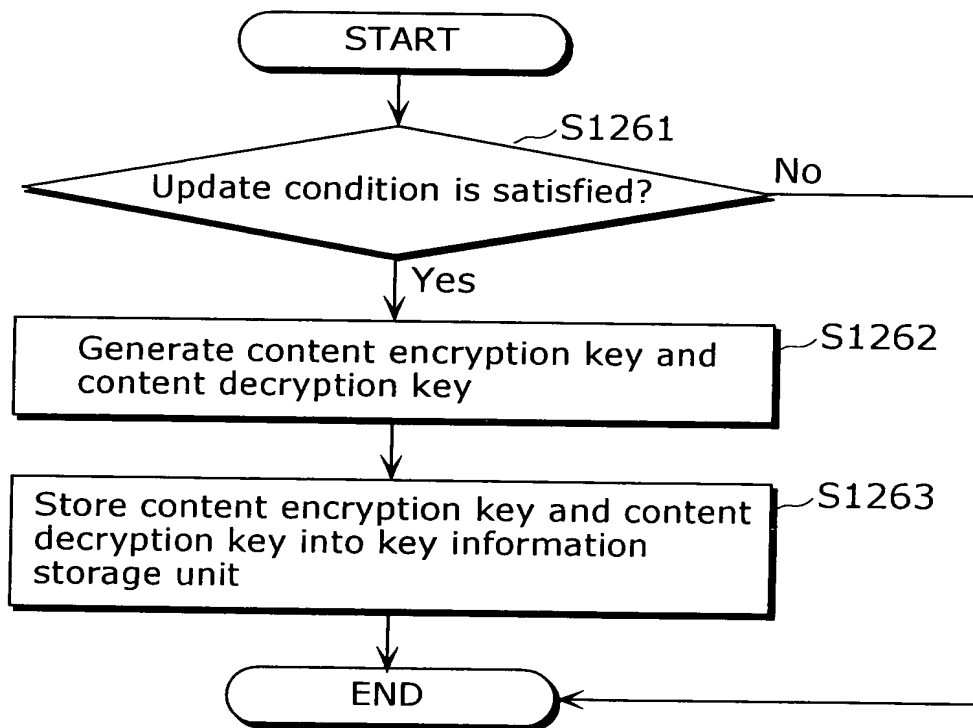 START
S1261
Update condition is satisfied?
No
Yes
S1262
Generate content encryption key and
content decryption key
S1263
Store content encryption key and content
decryption key into key information
storage unit
END